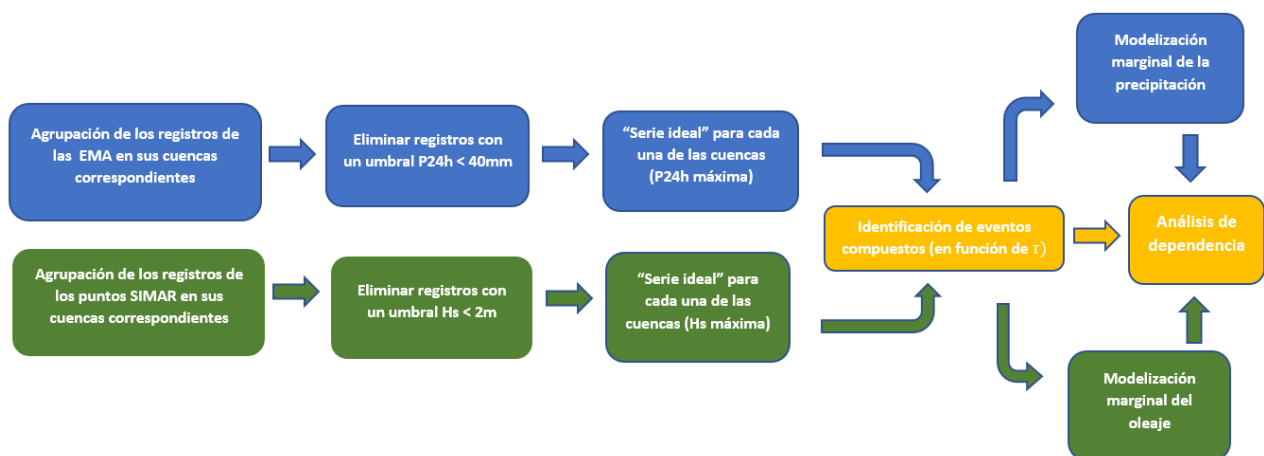 Agrupación de los registros de
las EMA en sus cuencas
correspondientes
Eliminar registros con
un umbral P24h < 40mm
“Serie ideal” para cada
una de las cuencas
(P24h máxima)
Modelización
marginal de la
precipitación
Agrupación de los registros de
los puntos SIMAR en sus
cuencas correspondientes
Eliminar registros con
un umbral Hs < 2m
“Serie ideal” para
cada una de las
cuencas (Hs máxima)
Identificación de eventos
compuestos (en función de τ)
Análisis de
dependencia
Modelización
marginal del
oleaje